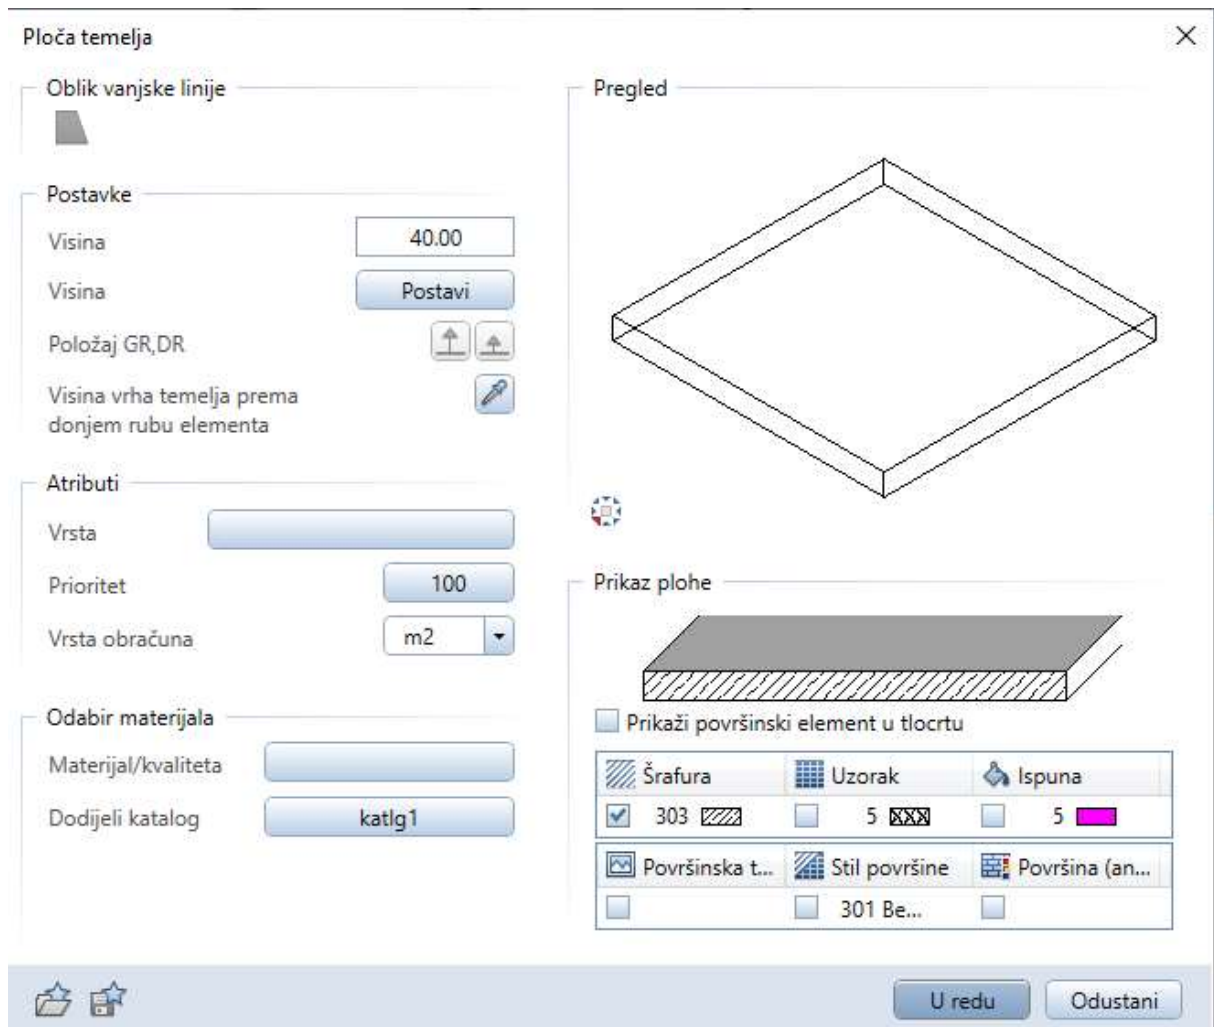 Ploča temelja
Oblik vanjske linije
Postavke
Visina 40.00
Visina Postavi
Položaj GR,DR
Visina vrha temelja prema
donjem rubu elementa
Atributi
Vrsta
Prioritet 100
Vrsta obračuna m2
Odabir materijala
Materijal/kvaliteta
Dodijeli katalog katlg1
Pregled
Prikaz plohe
Prikaži površinski element u tlocrtu
Šrafura Uzorak Ispuna
303 5 5
Površinska t... Stil površine Površina (an...
301 Be...
U redu Odustani